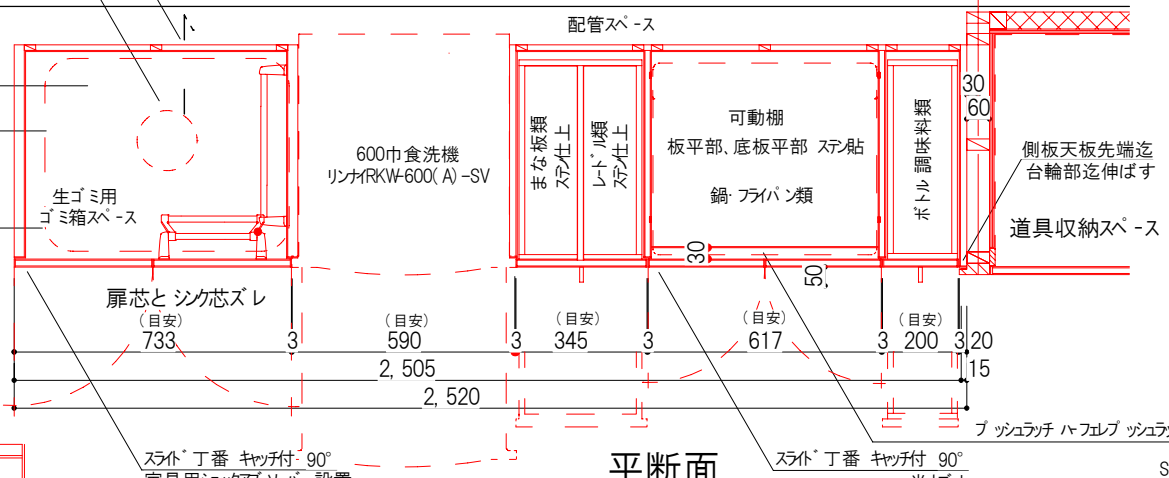 配管スペース
30
60
600巾食洗機
リンナイRKW-600(A)-SV
まな板類
ステン仕上
レードル類
ステン仕上
可動棚
板平部、底板平部 ステン貼
鍋・フライパン類
ボトル調味料類
側板天板先端迄
台輪部迄伸ばす
道具収納スペース
生ゴミ用
ゴミ箱スペース
30
50
扉芯とシンク芯ズレ
(目安)
733
3
(目安)
590
3
(目安)
345
3
(目安)
617
3
(目安)
200
3
20
2,505
15
2,520
プッシュラッチ ハーフェレプッシュラッ
スライド丁番 キャッチ付 90°
平断面
スライド丁番 キャッチ付 90°
S